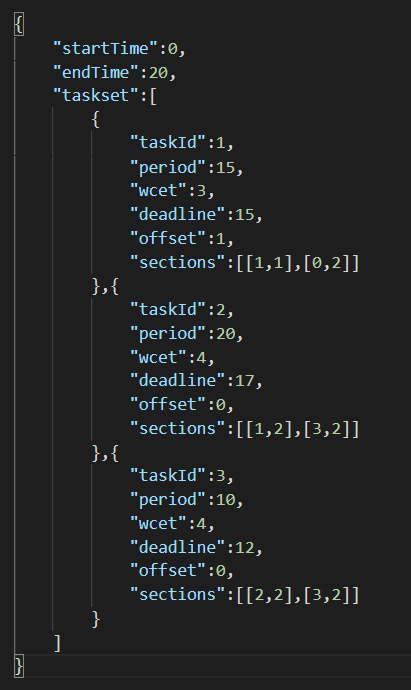 {
    "startTime":0,
    "endTime":20,
    "taskset":[
        {
            "taskId":1,
            "period":15,
            "wcet":3,
            "deadline":15,
            "offset":1,
            "sections":[[1,1],[0,2]]
        },{
            "taskId":2,
            "period":20,
            "wcet":4,
            "deadline":17,
            "offset":0,
            "sections":[[1,2],[3,2]]
        },{
            "taskId":3,
            "period":10,
            "wcet":4,
            "deadline":12,
            "offset":0,
            "sections":[[2,2],[3,2]]
        }
    ]
}